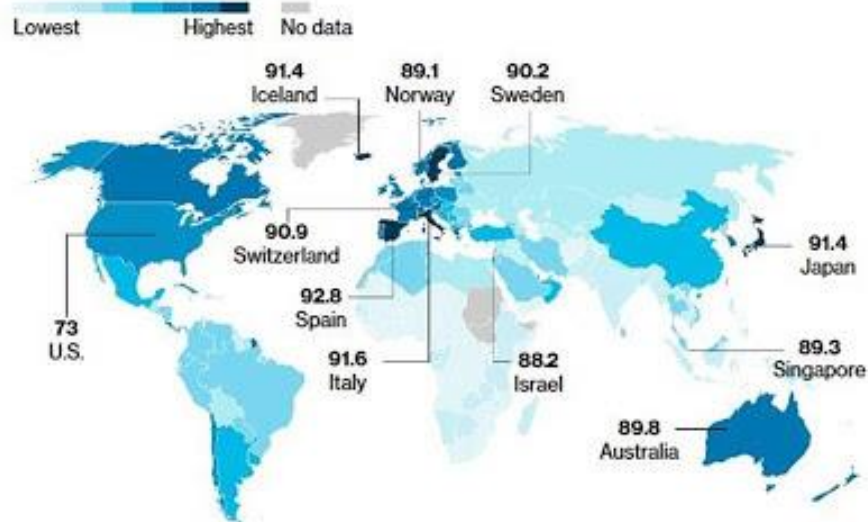 Lowest Highest No data
91.4
Iceland
89.1
Norway
90.2
Sweden
90.9
Switzerland
91.4
Japan
92.8
Spain
73
U.S.
91.6
Italy
88.2
Israel
89.3
Singapore
89.8
Australia